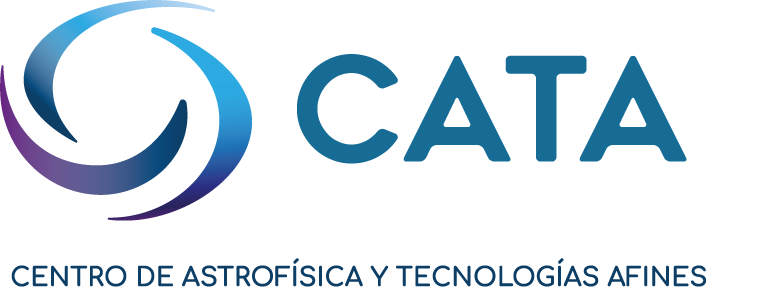 CATA
CENTRO DE ASTROFÍSICA Y TECNOLOGÍAS AFINES